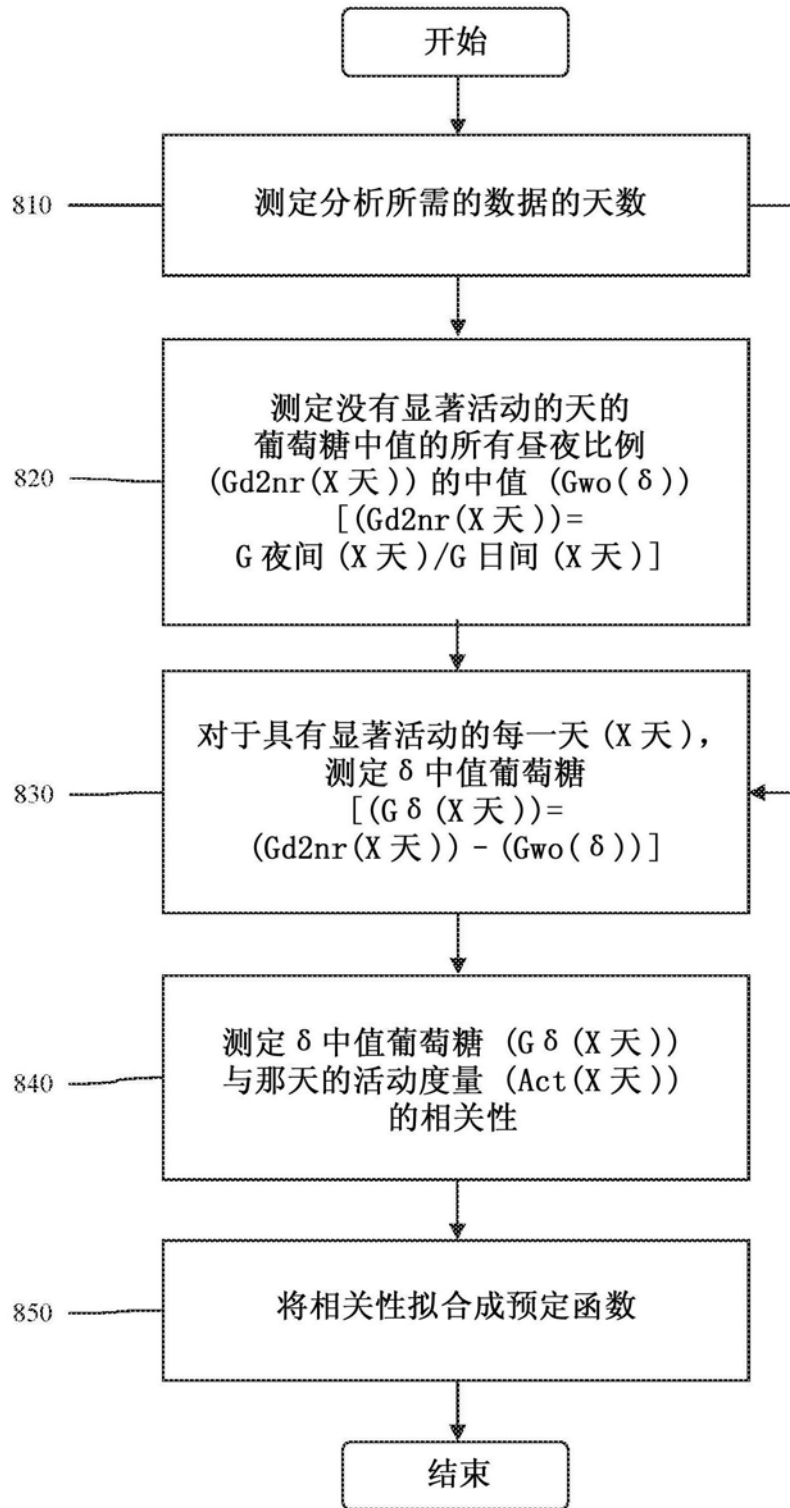 开始
810
测定分析所需的数据的天数
820
测定没有显著活动的天的
葡萄糖中值的所有昼夜比例
(Gd2nr(X天))的中值 (Gwo(δ))
[(Gd2nr(X天))=
G夜间(X天)/G日间(X天)]
830
对于具有显著活动的每一天(X天),
测定δ中值葡萄糖
[(Gδ(X天))=
(Gd2nr(X天))-(Gwo(δ))]
840
测定δ中值葡萄糖 (Gδ(X天))
与那天的活动度量(Act(X天))
的相关性
850
将相关性拟合成预定函数
结束